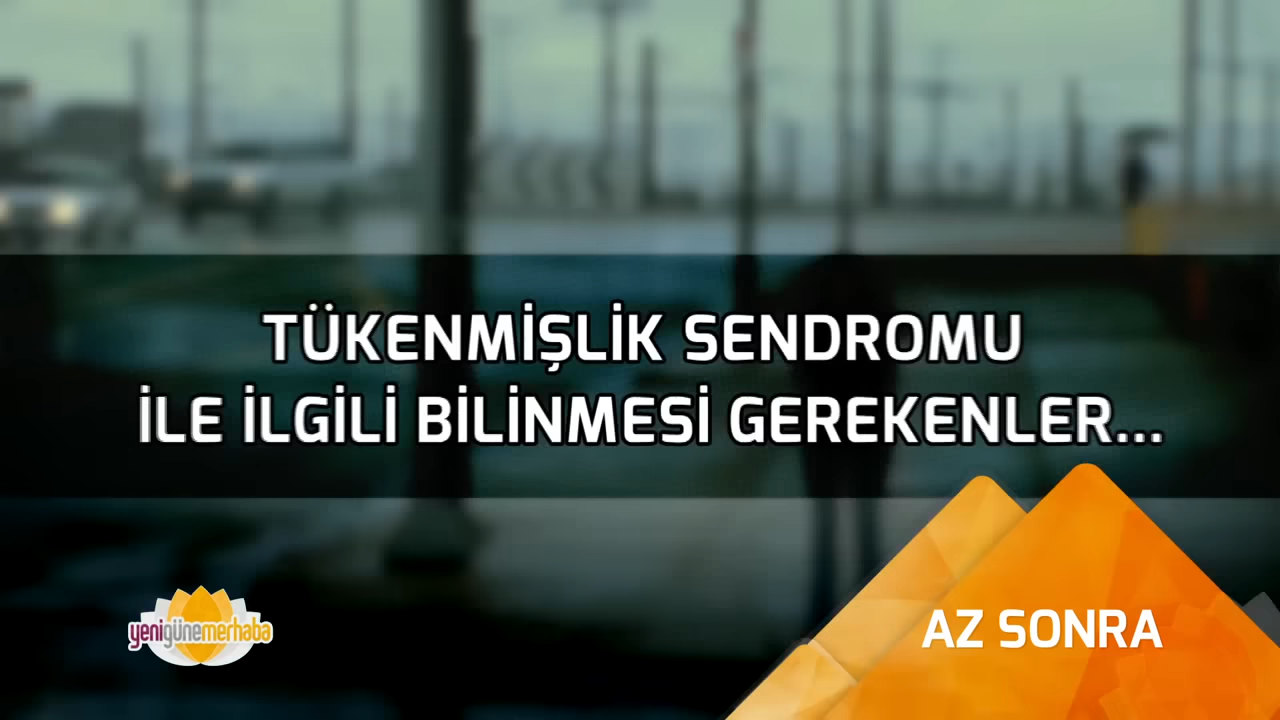 TÜKENMİŞLİK SENDROMU
İLE İLGİLİ BİLİNMESİ GEREKENLER...
AZ SONRA
yenigünemerhaba